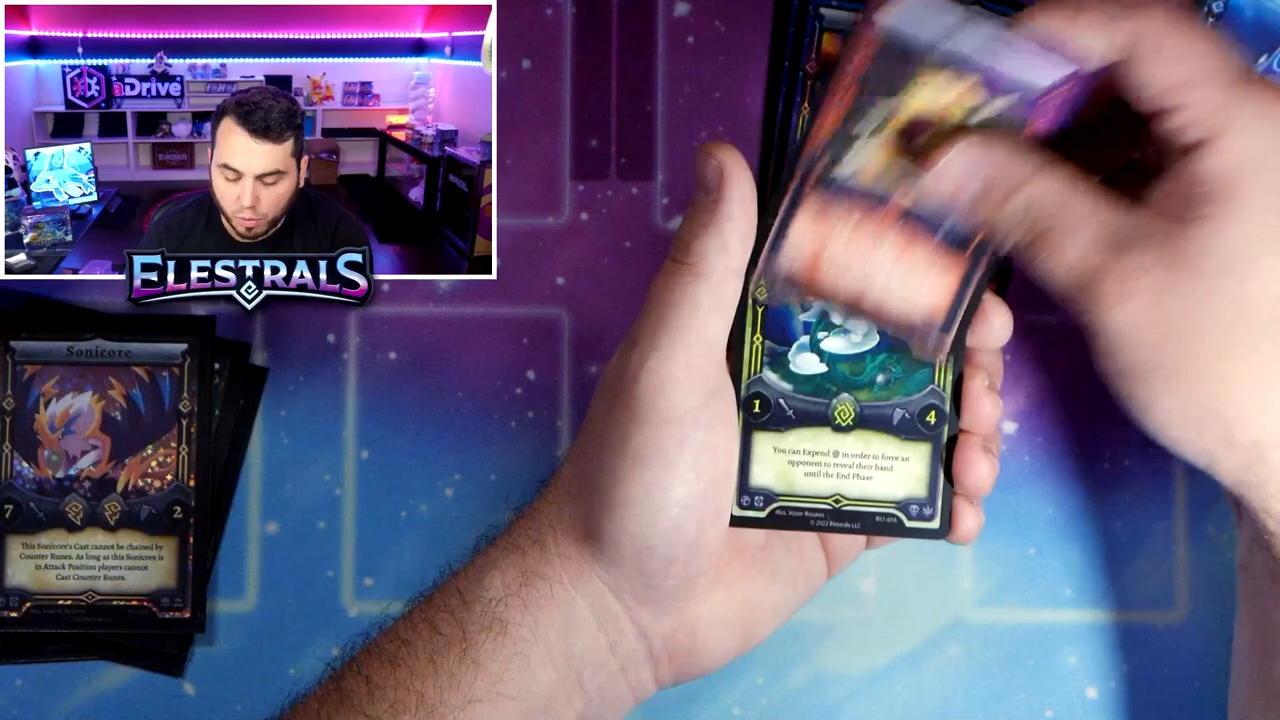 aDrive
ELESTRALS
Sonicore
7
2
This Sonicore's Cast cannot be chained by
Counter Runes. As long as this Sonicore is
in Attack Position players cannot
Cast Counter Runes.
1
4
You can Expend in order to force an
opponent to reveal their hand
until the End Phase
Illus. Victor Rosures
© 2022 Elestrals LLC